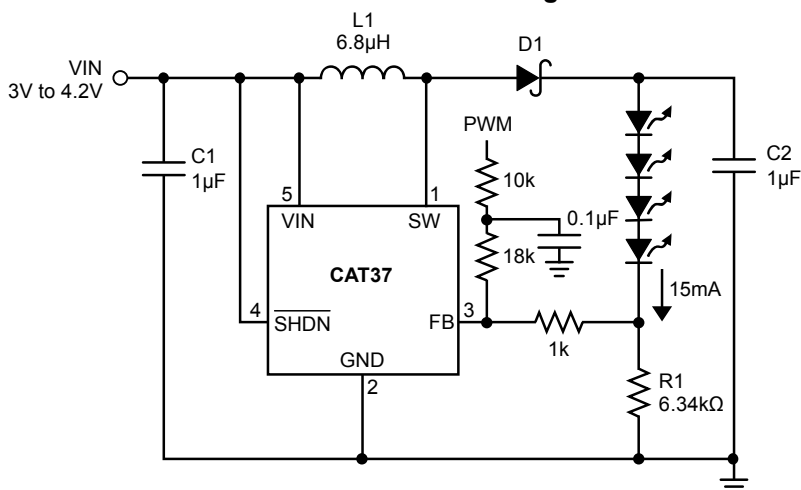 L1
6.8µH
D1
VIN
3V to 4.2V
PWM
C1
1µF
10k
C2
1µF
0.1µF
5
1
VIN
SW
18k
CAT37
15mA
4
3
SHDN
FB
1k
GND
2
R1
6.34kΩ